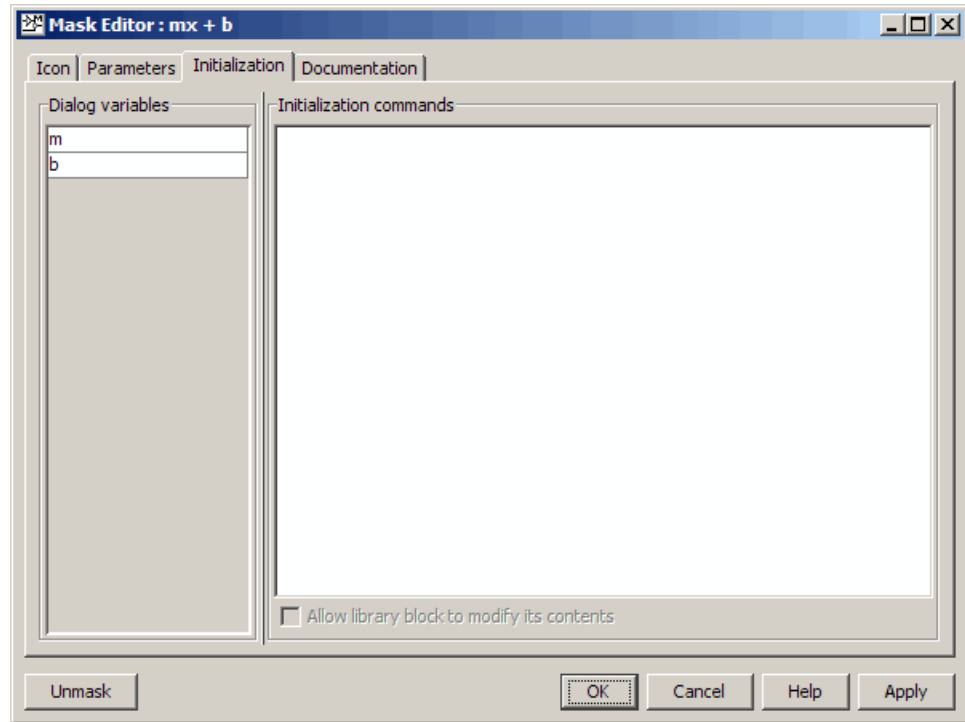 Mask Editor : mx + b
Icon Parameters Initialization Documentation
Dialog variables
m
b
Initialization commands
Allow library block to modify its contents
Unmask OK Cancel Help Apply